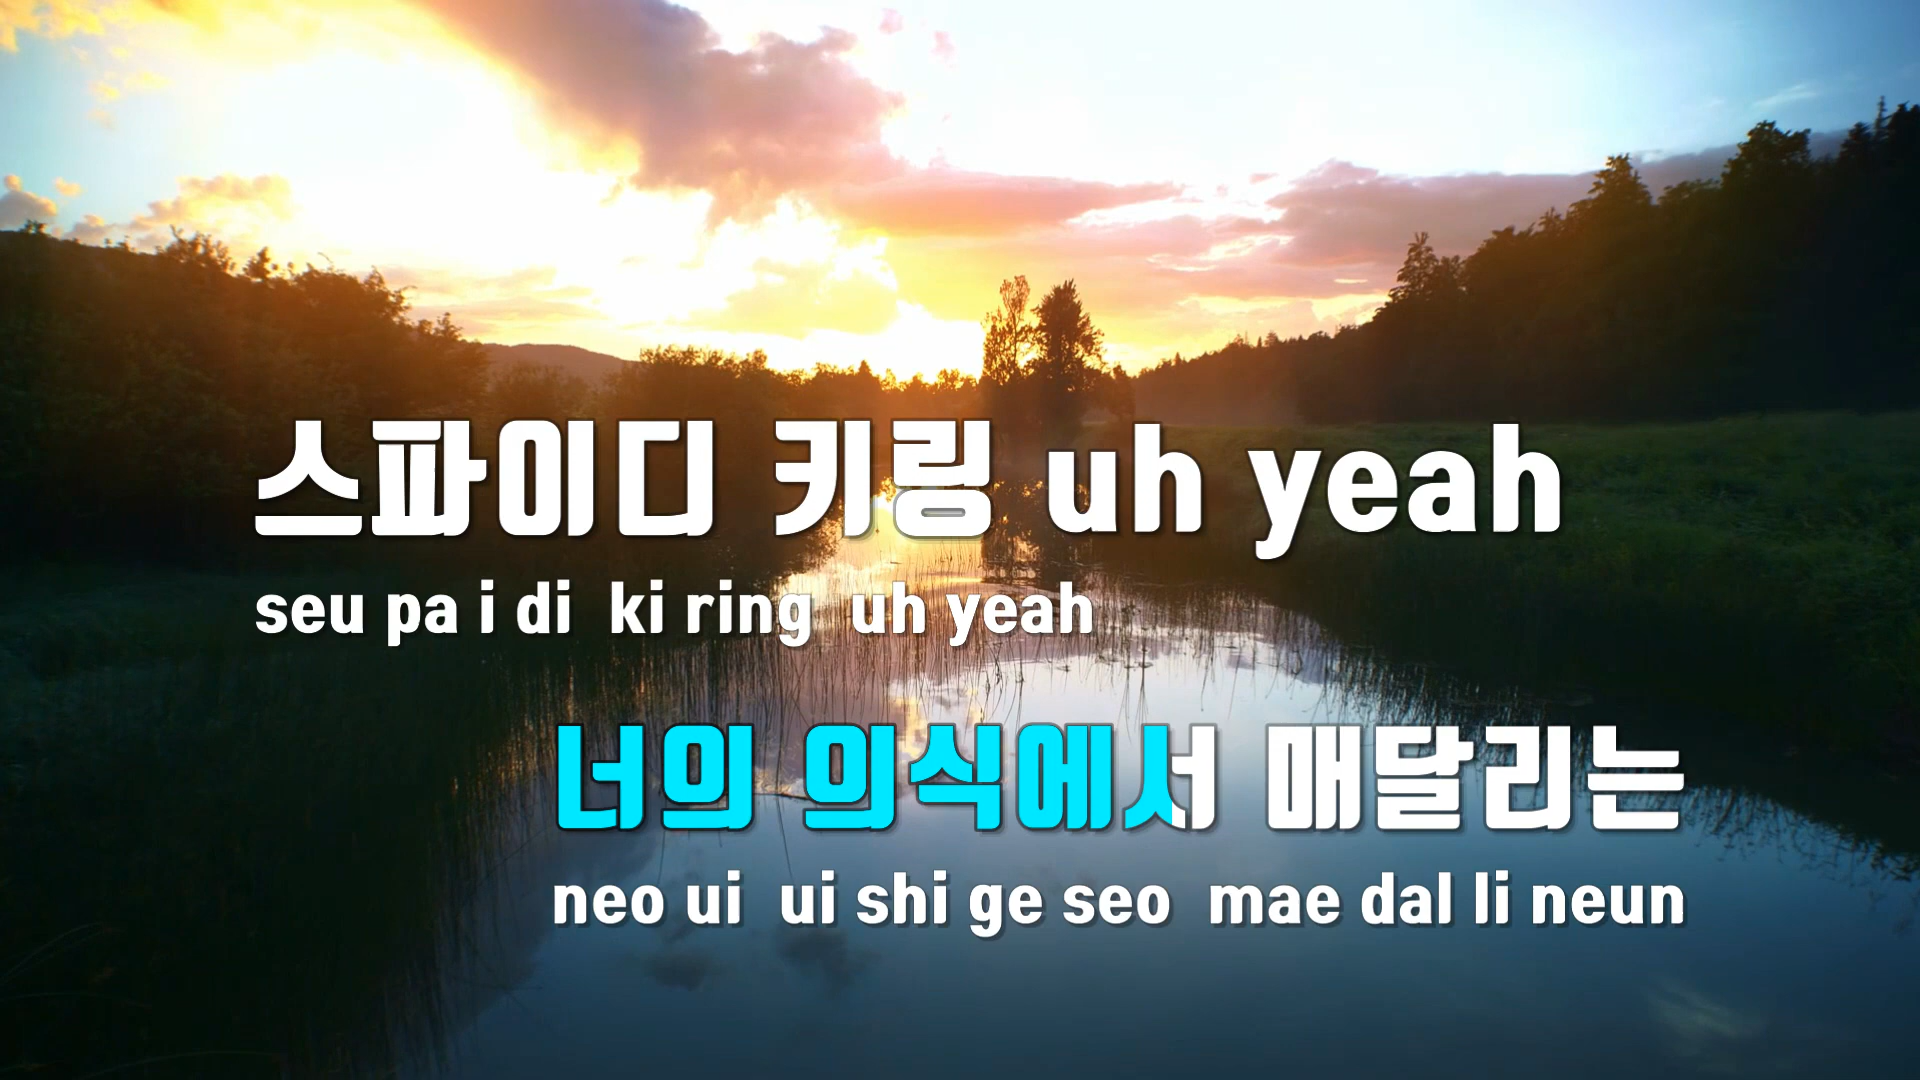 스파이디 키링 uh yeah
seu pa i di ki ring uh yeah
너의 의식에서 매달리는
neo ui ui shi ge seo mae dal li neun